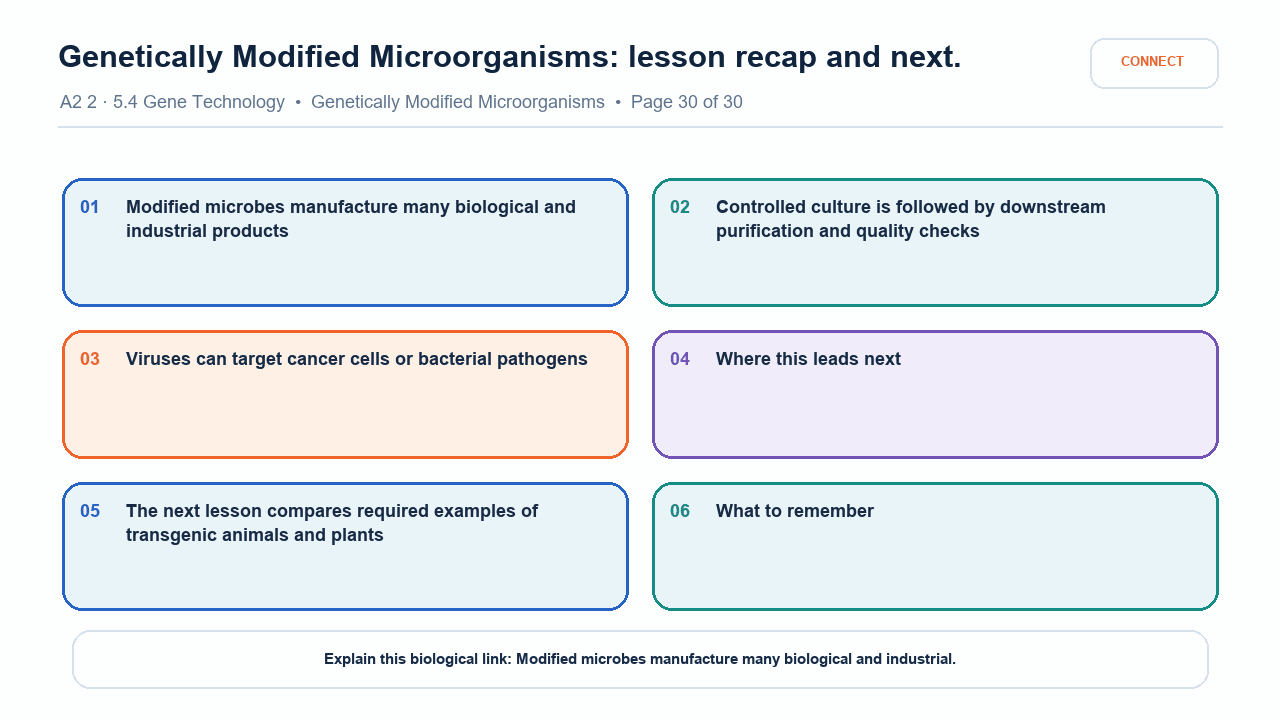 Genetically Modified Microorganisms: lesson recap and next.
CONNECT
A2 2 · 5.4 Gene Technology • Genetically Modified Microorganisms • Page 30 of 30
01 Modified microbes manufacture many biological and
industrial products
02 Controlled culture is followed by downstream
purification and quality checks
03 Viruses can target cancer cells or bacterial pathogens
04 Where this leads next
05 The next lesson compares required examples of
transgenic animals and plants
06 What to remember
Explain this biological link: Modified microbes manufacture many biological and industrial.